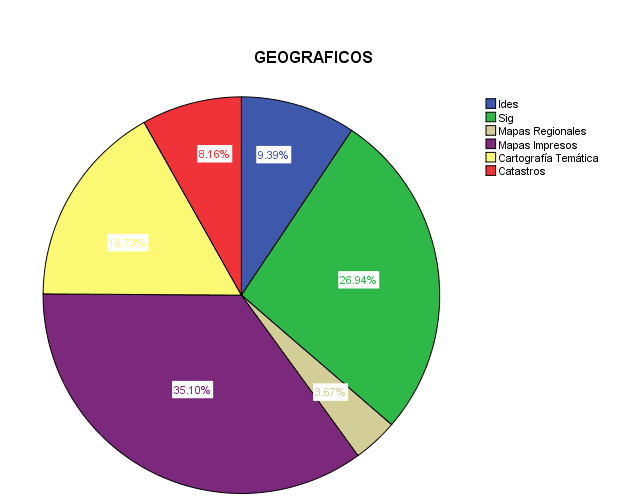 GEOGRAFICOS
Ides
Sig
Mapas Regionales
Mapas Impresos
Cartografía Temática
Catastros
8.16%
9.39%
16.73%
26.94%
35.10%
3.67%